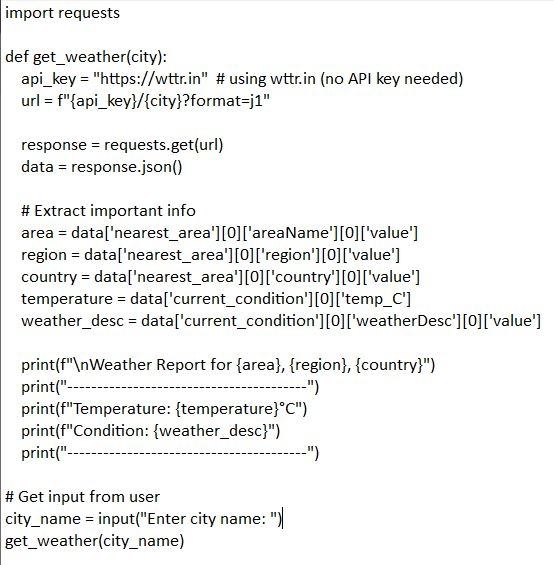 import requests

def get_weather(city):
    api_key = "https://wttr.in"  # using wttr.in (no API key needed)
    url = f"{api_key}/{city}?format=j1"

    response = requests.get(url)
    data = response.json()

    # Extract important info
    area = data['nearest_area'][0]['areaName'][0]['value']
    region = data['nearest_area'][0]['region'][0]['value']
    country = data['nearest_area'][0]['country'][0]['value']
    temperature = data['current_condition'][0]['temp_C']
    weather_desc = data['current_condition'][0]['weatherDesc'][0]['value']

    print(f"\nWeather Report for {area}, {region}, {country}")
    print("----------------------------------------")
    print(f"Temperature: {temperature}°C")
    print(f"Condition: {weather_desc}")
    print("----------------------------------------")

# Get input from user
city_name = input("Enter city name: ")
get_weather(city_name)